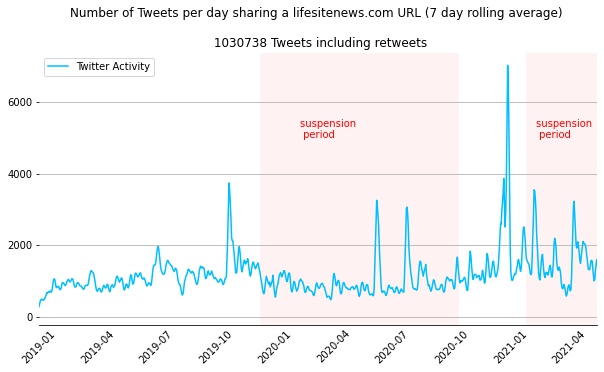 Number of Tweets per day sharing a lifesitenews.com URL (7 day rolling average)
1030738 Tweets including retweets
Twitter Activity
6000
4000
2000
0
suspension
period
suspension
period
2019-01
2019-04
2019-07
2019-10
2020-01
2020-04
2020-07
2020-10
2021-01
2021-04